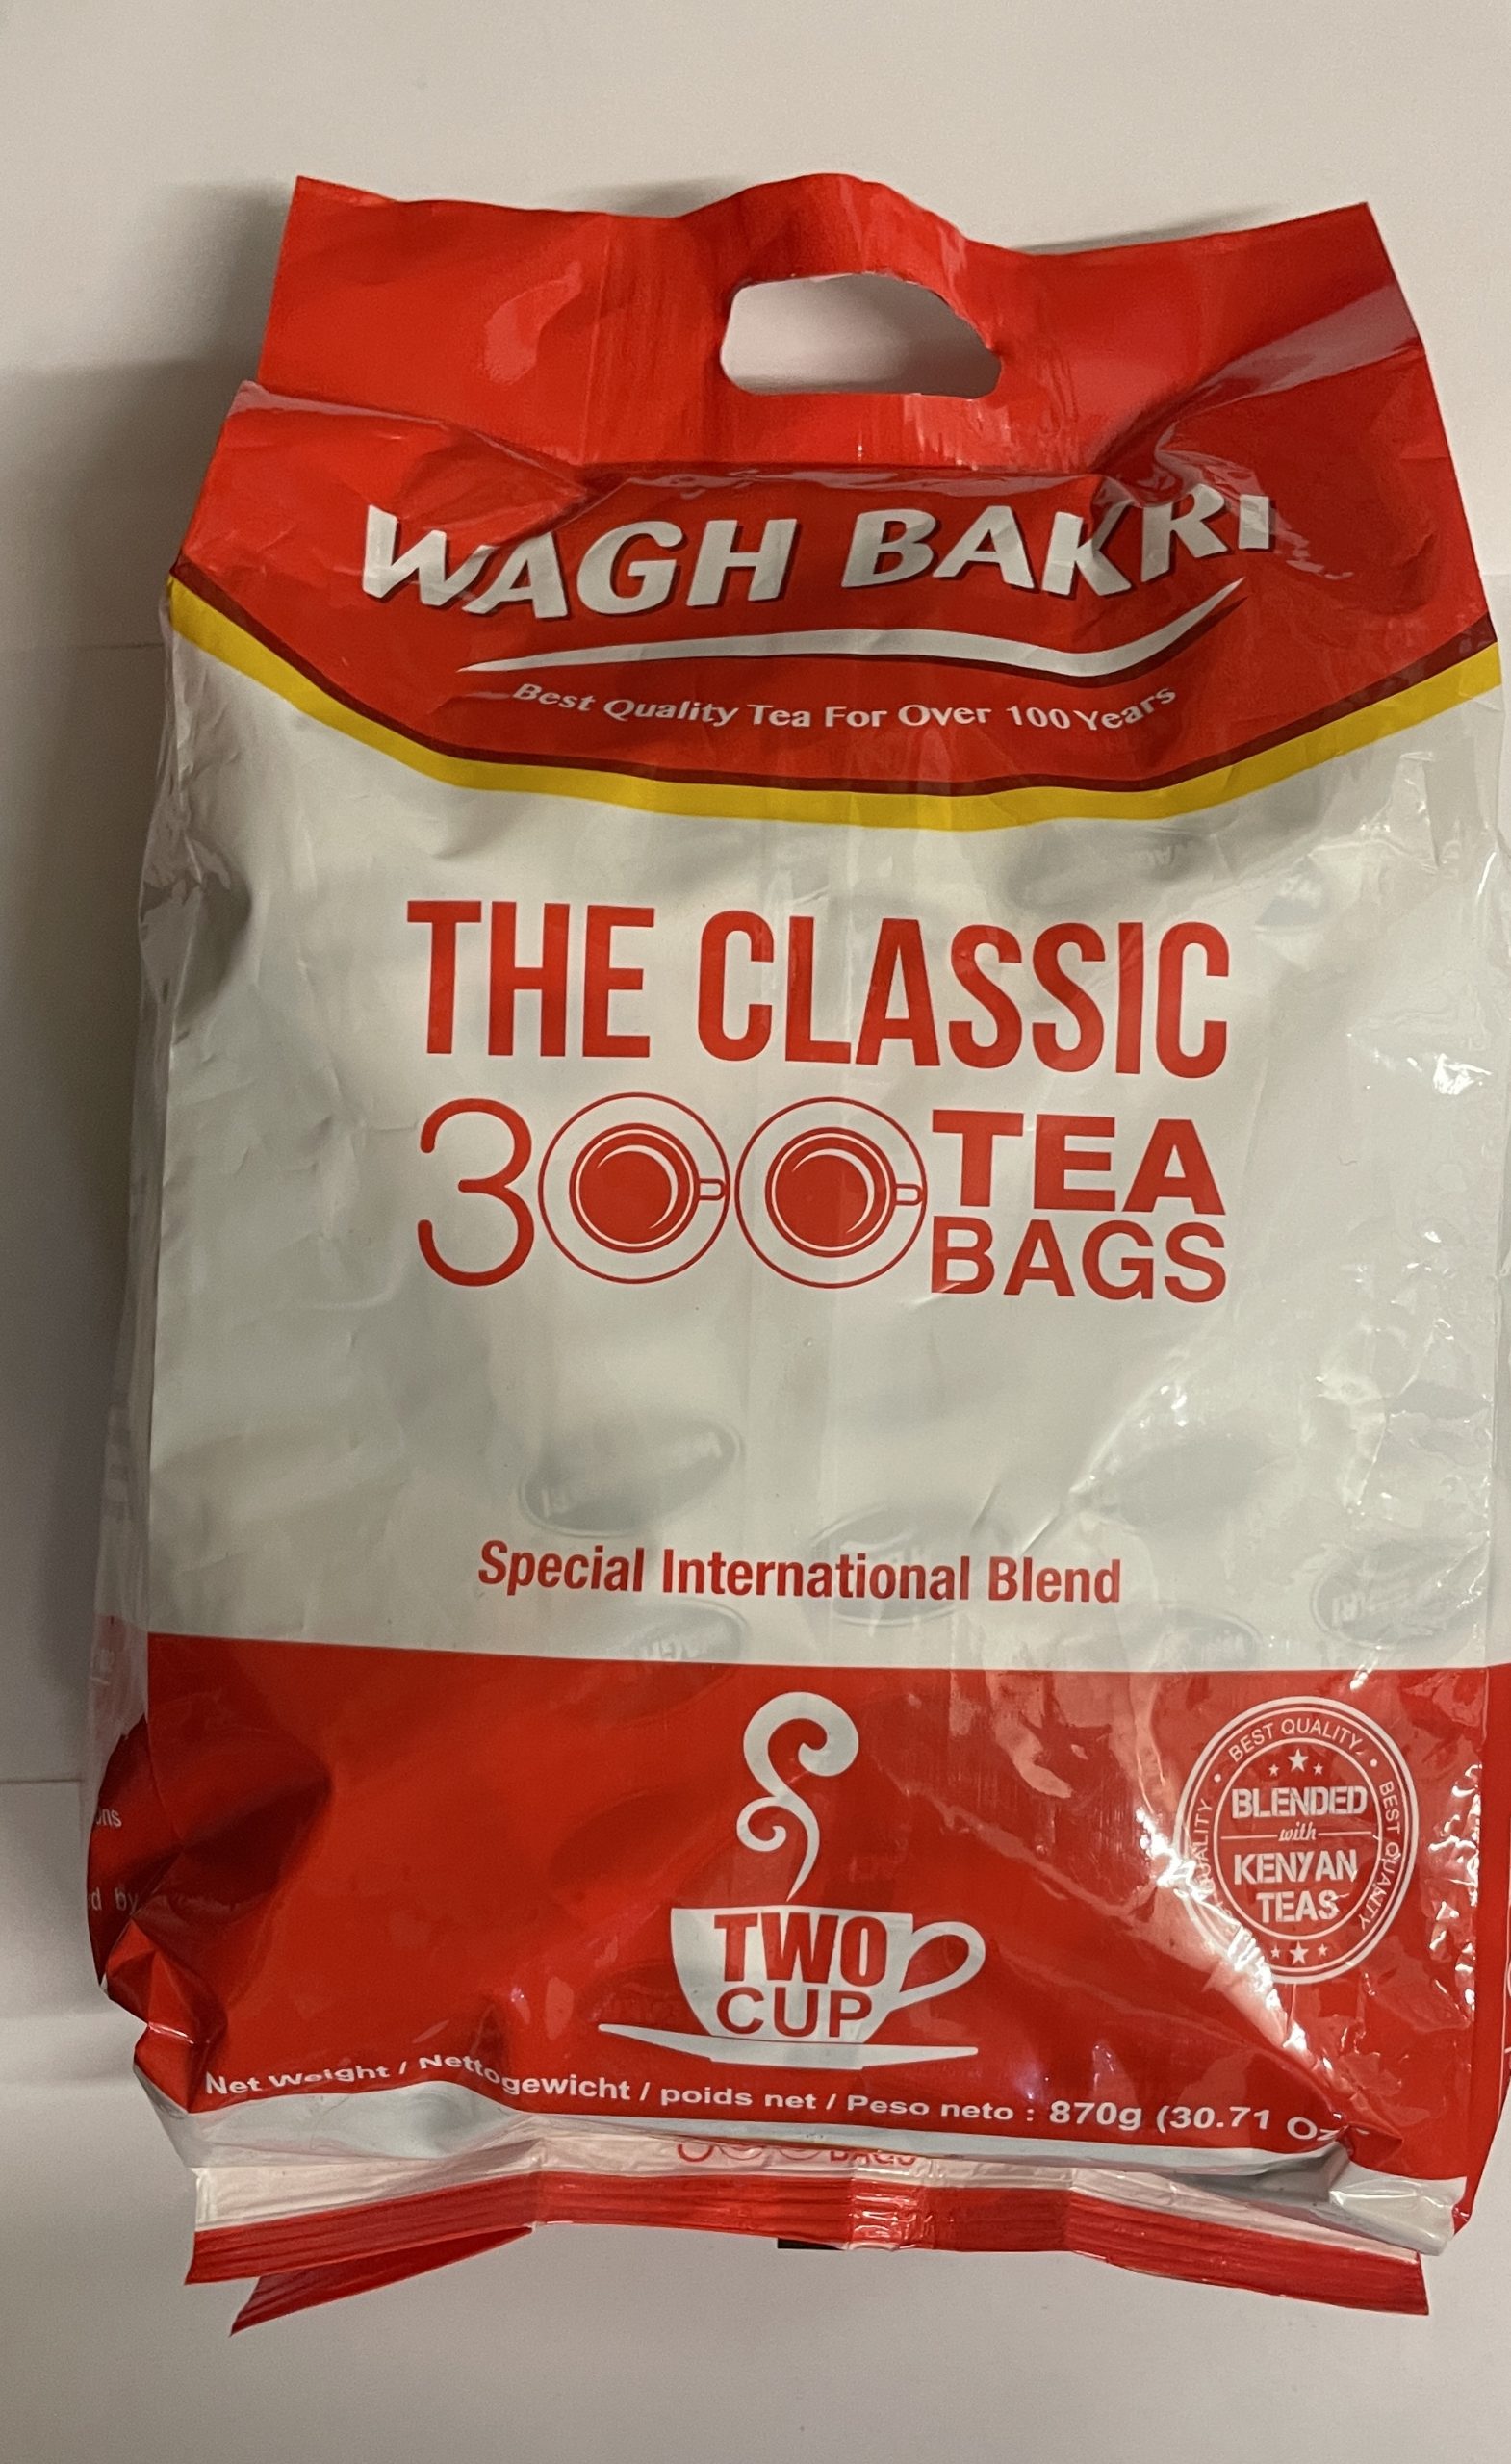 WAGH BAKRI
Best Quality Tea For Over 100 Years
THE CLASSIC
300 TEA
BAGS
Special International Blend
BEST QUALITY
BEST QUALITY
BLENDED
with
KENYAN
TEAS
TWO
CUP
Net Weight / Nettogewicht / poids net / Peso neto : 870g (30.71 Oz
BAGS